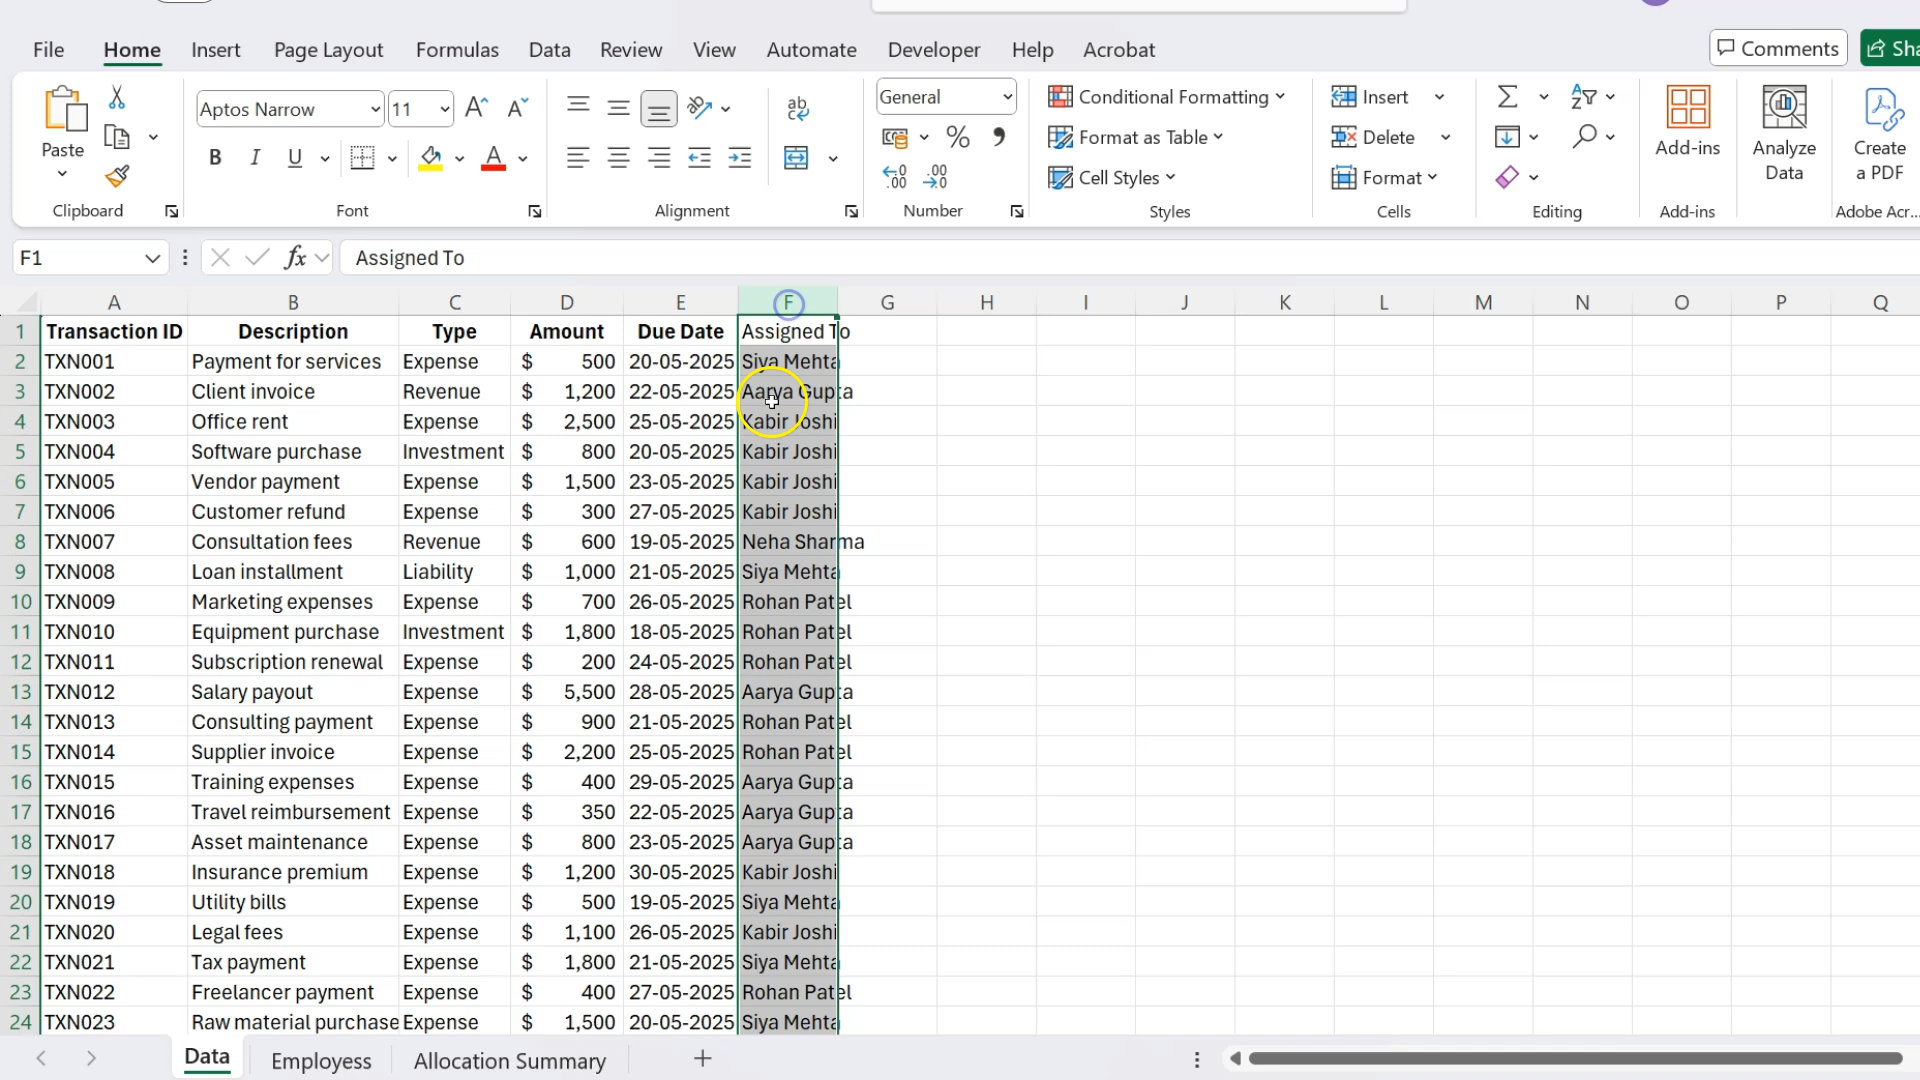 File Home Insert Page Layout Formulas Data Review View Automate Developer Help Acrobat Comments Sha
Paste Aptos Narrow 11 General Conditional Formatting Insert Add-ins Analyze Data Create a PDF
B I U Format as Table Delete
Cell Styles Format
Clipboard Font Alignment Number Styles Cells Editing Add-ins Adobe Acr...
F1 fx Assigned To
A B C D E F G H I J K L M N O P Q
1 Transaction ID Description Type Amount Due Date Assigned To
2 TXN001 Payment for services Expense $ 500 20-05-2025 Siya Mehta
3 TXN002 Client invoice Revenue $ 1,200 22-05-2025 Aarya Gupta
4 TXN003 Office rent Expense $ 2,500 25-05-2025 Kabir Joshi
5 TXN004 Software purchase Investment $ 800 20-05-2025 Kabir Joshi
6 TXN005 Vendor payment Expense $ 1,500 23-05-2025 Kabir Joshi
7 TXN006 Customer refund Expense $ 300 27-05-2025 Kabir Joshi
8 TXN007 Consultation fees Revenue $ 600 19-05-2025 Neha Sharma
9 TXN008 Loan installment Liability $ 1,000 21-05-2025 Siya Mehta
10 TXN009 Marketing expenses Expense $ 700 26-05-2025 Rohan Patel
11 TXN010 Equipment purchase Investment $ 1,800 18-05-2025 Rohan Patel
12 TXN011 Subscription renewal Expense $ 200 24-05-2025 Rohan Patel
13 TXN012 Salary payout Expense $ 5,500 28-05-2025 Aarya Gupta
14 TXN013 Consulting payment Expense $ 900 21-05-2025 Rohan Patel
15 TXN014 Supplier invoice Expense $ 2,200 25-05-2025 Rohan Patel
16 TXN015 Training expenses Expense $ 400 29-05-2025 Aarya Gupta
17 TXN016 Travel reimbursement Expense $ 350 22-05-2025 Aarya Gupta
18 TXN017 Asset maintenance Expense $ 800 23-05-2025 Aarya Gupta
19 TXN018 Insurance premium Expense $ 1,200 30-05-2025 Kabir Joshi
20 TXN019 Utility bills Expense $ 500 19-05-2025 Siya Mehta
21 TXN020 Legal fees Expense $ 1,100 26-05-2025 Kabir Joshi
22 TXN021 Tax payment Expense $ 1,800 21-05-2025 Siya Mehta
23 TXN022 Freelancer payment Expense $ 400 27-05-2025 Rohan Patel
24 TXN023 Raw material purchase Expense $ 1,500 20-05-2025 Siya Mehta
Data Employess Allocation Summary